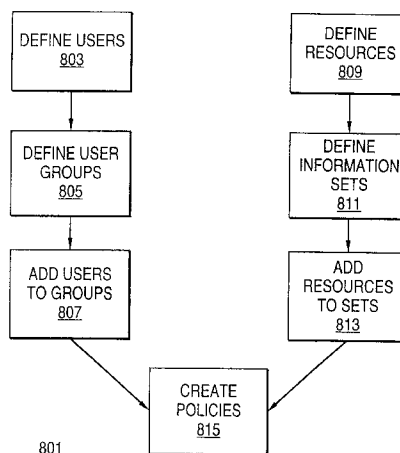 DEFINE USERS
803
DEFINE USER
GROUPS
805
ADD USERS
TO GROUPS
807
DEFINE
RESOURCES
809
DEFINE
INFORMATION
SETS
811
ADD
RESOURCES
TO SETS
813
CREATE
POLICIES
815
801